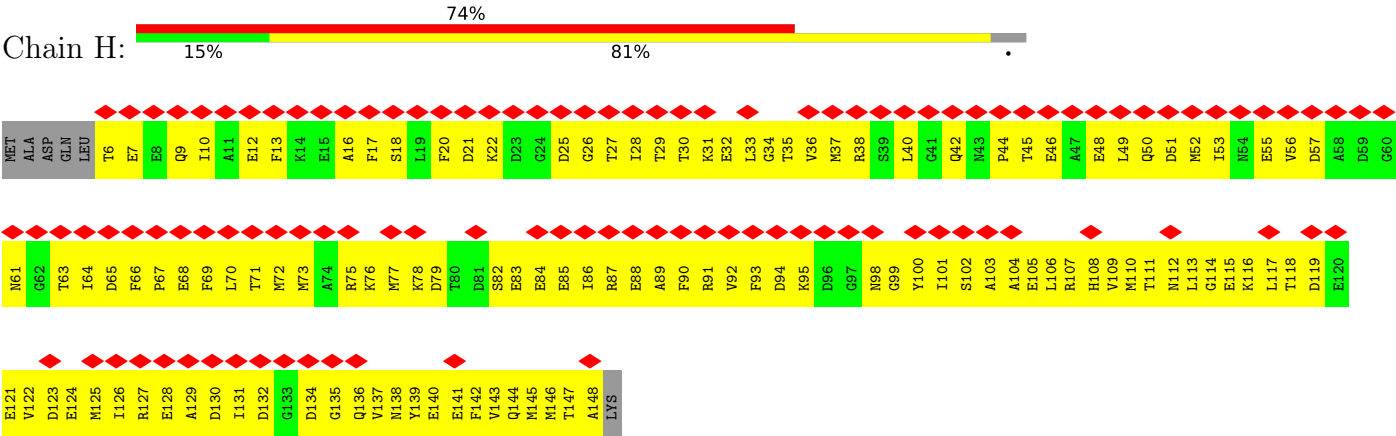 74%
Chain H:
15% 81% •
MET ALA ASP GLN LEU T6 E7 E8 Q9 I10 A11 E12 F13 K14 E15 A16 F17 S18 L19 F20 D21 K22 D23 G24 D25 G26 T27 I28 T29 T30 K31 E32 L33 G34 T35 V36 M37 R38 S39 L40 G41 Q42 N43 P44 T45 E46 A47 E48 L49 Q50 D51 M52 I53 N54 E55 V56 D57 A58 D59 G60
N61 G62 T63 I64 D65 F66 P67 E68 F69 L70 T71 M72 M73 A74 R75 K76 M77 K78 D79 T80 D81 S82 E83 E84 E85 I86 R87 E88 A89 F90 R91 V92 F93 D94 K95 D96 G97 N98 G99 Y100 I101 S102 A103 A104 E105 L106 R107 H108 V109 M110 T111 N112 L113 G114 E115 K116 L117 T118 D119 E120
E121 V122 D123 E124 M125 I126 R127 E128 A129 D130 I131 D132 G133 D134 G135 Q136 V137 N138 Y139 E140 E141 F142 V143 Q144 M145 M146 T147 A148 LYS